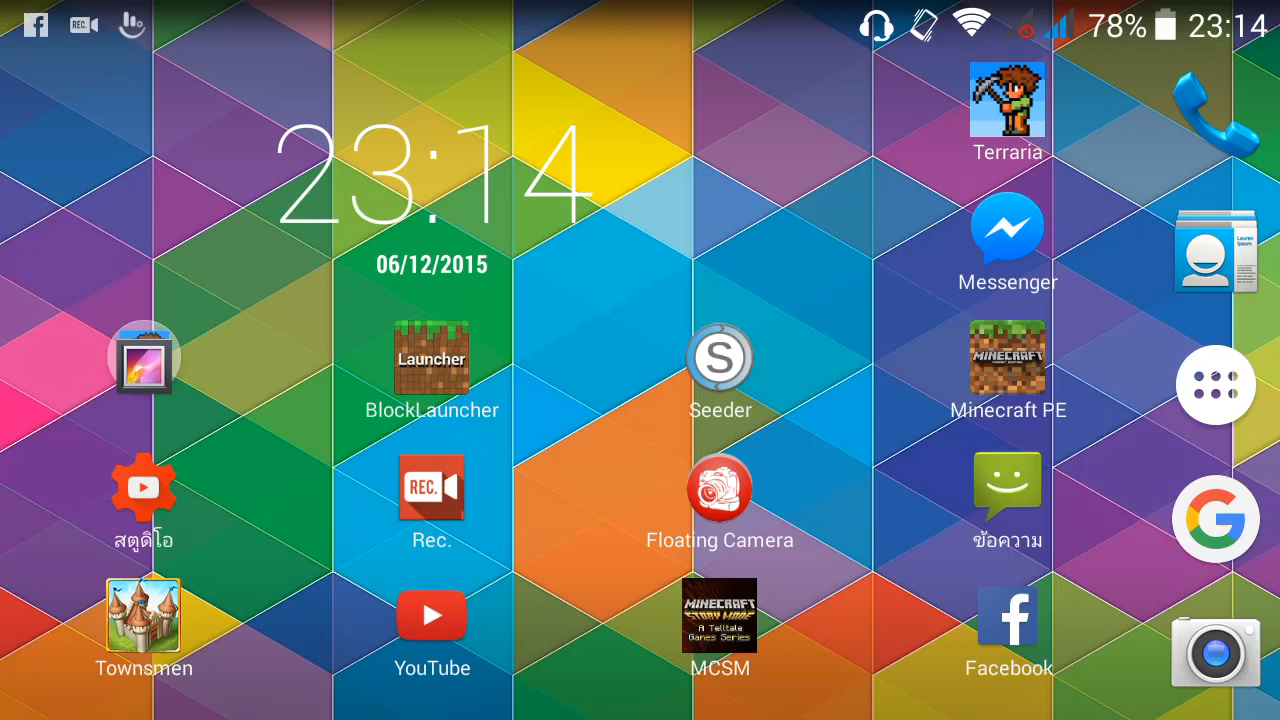 REC.
78% 23:14
Terraria
23:14
06/12/2015
Messenger
Launcher
BlockLauncher
S
Seeder
MINECRAFT
Minecraft PE
สตูดิโอ
REC.
Rec.
Floating Camera
ข้อความ
Townsmen
YouTube
MINECRAFT
STORY MODE
A Telltale
Games Series
MCSM
Facebook